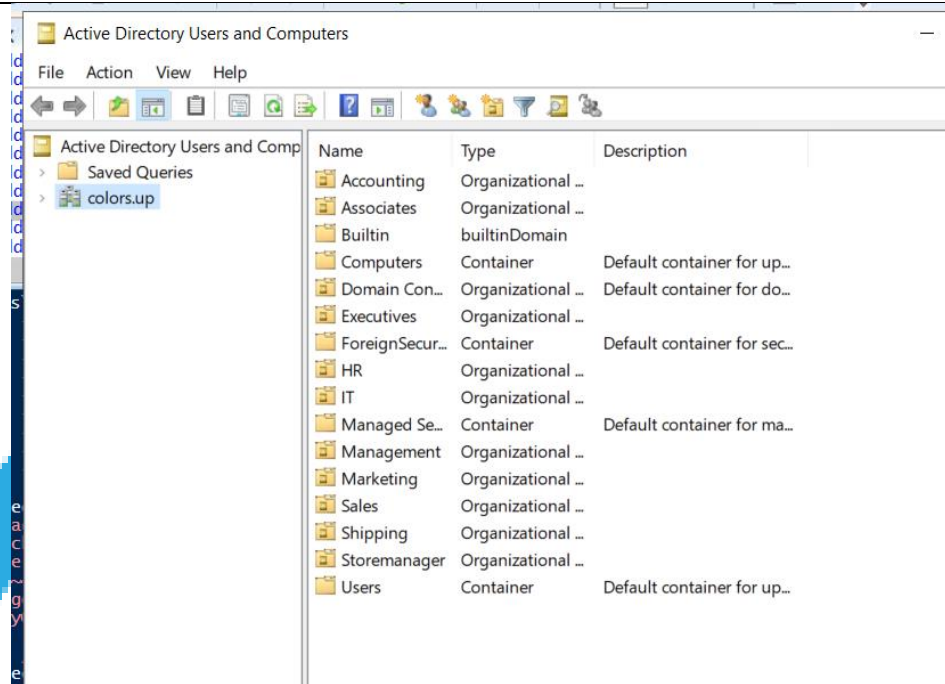 Active Directory Users and Computers
File Action View Help
Active Directory Users and Comp
Saved Queries
colors.up
Name Type Description
Accounting Organizational ...
Associates Organizational ...
Builtin builtinDomain
Computers Container Default container for up...
Domain Con... Organizational ... Default container for do...
Executives Organizational ...
ForeignSecur... Container Default container for sec...
HR Organizational ...
IT Organizational ...
Managed Se... Container Default container for ma...
Management Organizational ...
Marketing Organizational ...
Sales Organizational ...
Shipping Organizational ...
Storemanager Organizational ...
Users Container Default container for up...